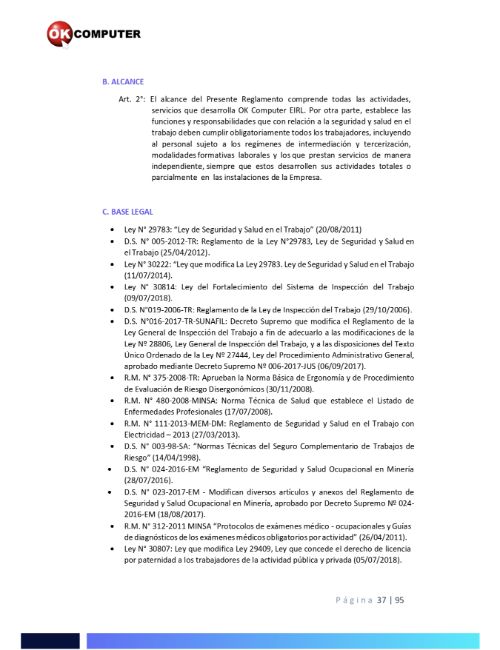 OK COMPUTER
B. ALCANCE
Art. 2°: El alcance del Presente Reglamento comprende todas las actividades,
servicios que desarrolla OK Computer EIRL. Por otra parte, establece las
funciones y responsabilidades que con relación a la seguridad y salud en el
trabajo deben cumplir obligatoriamente todos los trabajadores, incluyendo
al personal sujeto a los regímenes de intermediación y tercerización,
modalidades formativas laborales y los que prestan servicios de manera
independiente, siempre que estos desarrollen sus actividades totales o
parcialmente en las instalaciones de la Empresa.
C. BASE LEGAL
• Ley N° 29783: “Ley de Seguridad y Salud en el Trabajo” (20/08/2011)
• D.S. N° 005-2012-TR: Reglamento de la Ley N°29783, Ley de Seguridad y Salud en
el Trabajo (25/04/2012).
• Ley N° 30222: “Ley que modifica La Ley 29783. Ley de Seguridad y Salud en el Trabajo
(11/07/2014).
• Ley N° 30814: Ley del Fortalecimiento del Sistema de Inspección del Trabajo
(09/07/2018).
• D.S. N°019-2006-TR: Reglamento de la Ley de Inspección del Trabajo (29/10/2006).
• D.S. N°016-2017-TR-SUNAFIL: Decreto Supremo que modifica el Reglamento de la
Ley General de Inspección del Trabajo a fin de adecuarlo a las modificaciones de la
Ley Nº 28806, Ley General de Inspección del Trabajo, y a las disposiciones del Texto
Único Ordenado de la Ley Nº 27444, Ley del Procedimiento Administrativo General,
aprobado mediante Decreto Supremo Nº 006-2017-JUS (06/09/2017).
• R.M. N° 375-2008-TR: Aprueban la Norma Básica de Ergonomía y de Procedimiento
de Evaluación de Riesgo Disergonómicos (30/11/2008).
• R.M. N° 480-2008-MINSA: Norma Técnica de Salud que establece el Listado de
Enfermedades Profesionales (17/07/2008).
• R.M. N° 111-2013-MEM-DM: Reglamento de Seguridad y Salud en el Trabajo con
Electricidad – 2013 (27/03/2013).
• D.S. N° 003-98-SA: “Normas Técnicas del Seguro Complementario de Trabajos de
Riesgo” (14/04/1998).
• D.S. N° 024-2016-EM “Reglamento de Seguridad y Salud Ocupacional en Minería
(28/07/2016).
• D.S. N° 023-2017-EM - Modifican diversos artículos y anexos del Reglamento de
Seguridad y Salud Ocupacional en Minería, aprobado por Decreto Supremo Nº 024-
2016-EM (18/08/2017).
• R.M. N° 312-2011 MINSA “Protocolos de exámenes médico - ocupacionales y Guías
de diagnósticos de los exámenes médicos obligatorios por actividad” (26/04/2011).
• Ley N° 30807: Ley que modifica Ley 29409, Ley que concede el derecho de licencia
por paternidad a los trabajadores de la actividad pública y privada (05/07/2018).
Página 37 | 95